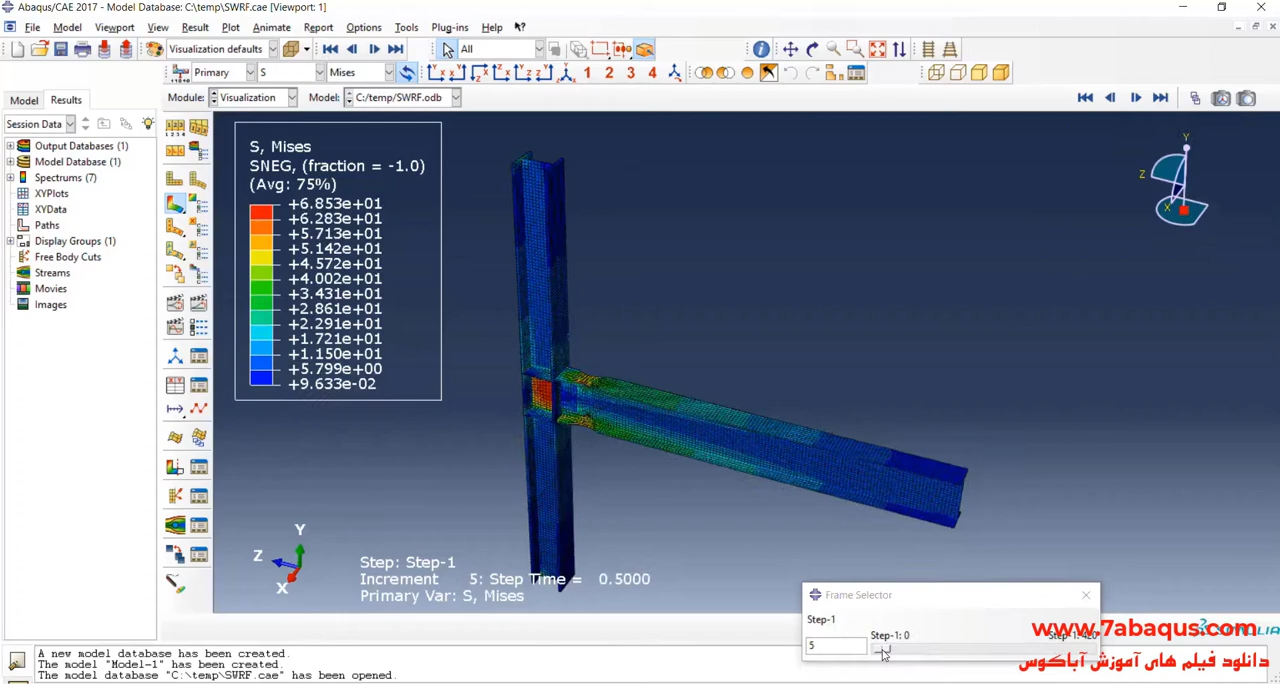 Abaqus/CAE 2017 - Model Database: C:\temp\SWRF.cae [Viewport: 1]
File Model Viewport View Result Plot Animate Report Options Tools Plug-ins Help
Visualization defaults All
Primary S Mises 1 2 3 4
Model Results Module: Visualization Model: C:/temp/SWRF.odb
Session Data
Output Databases (1)
Model Database (1)
Spectrums (7)
XYPlots
XYData
Paths
Display Groups (1)
Free Body Cuts
Streams
Movies
Images
S, Mises
SNEG, (fraction = -1.0)
(Avg: 75%)
+6.853e+01
+6.283e+01
+5.713e+01
+5.142e+01
+4.572e+01
+4.002e+01
+3.431e+01
+2.861e+01
+2.291e+01
+1.721e+01
+1.150e+01
+5.799e+00
+9.633e-02
Y
Z
X
Y
Z
X
Step: Step-1
Increment 5: Step Time = 0.5000
Primary Var: S, Mises
Frame Selector
Step-1
Step-1: 0
5
www.7abaqus.com
دانلود فیلم های آموزش آباکوس
A new model database has been created.
The model "Model-1" has been created.
The model database "C:\temp\SWRF.cae" has been opened.